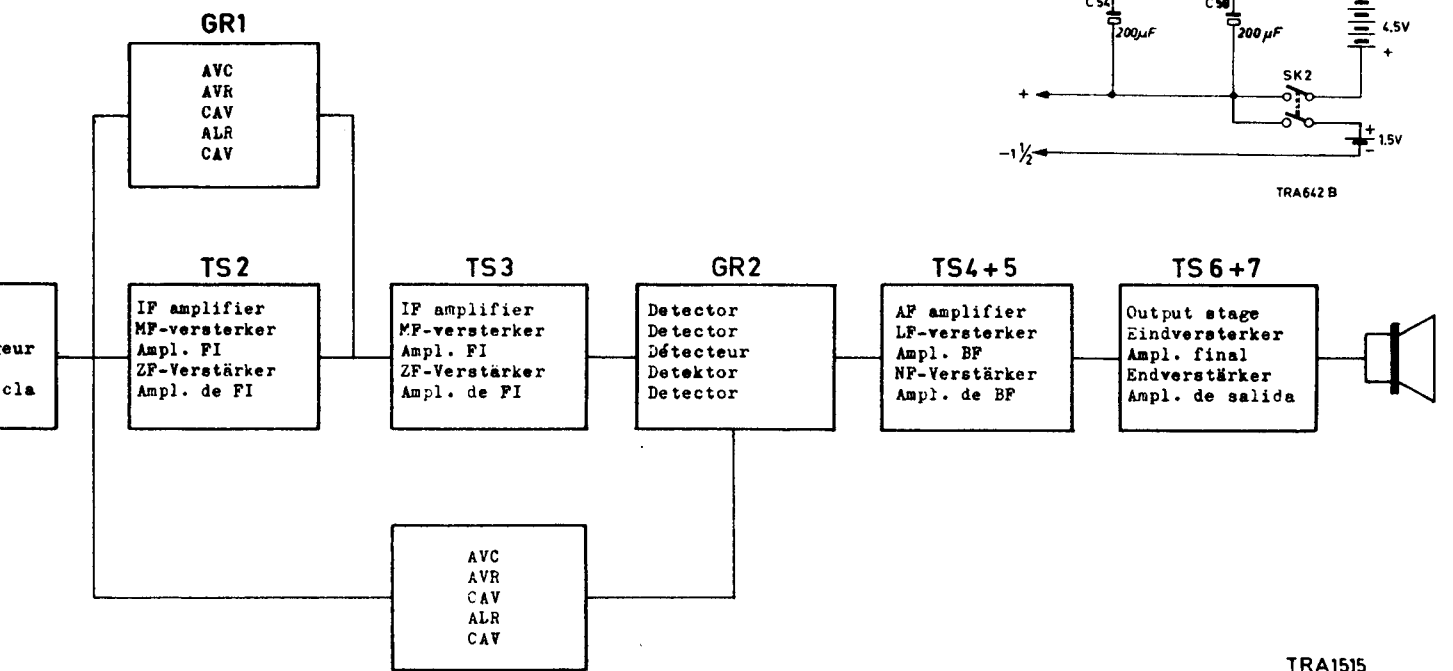 GR1
AVC
AVR
CAV
ALR
CAV
C54
200µF
C58
200 µF
4.5V
+
SK2
+
+
1.5V
-
-1½
TRA642 B
eur
cla
TS2
IF amplifier
MF-versterker
Ampl. FI
ZF-Verstärker
Ampl. de FI
TS3
IF amplifier
MF-versterker
Ampl. FI
ZF-Verstärker
Ampl. de FI
GR2
Detector
Detector
Détecteur
Detektor
Detector
TS4+5
AF amplifier
LF-versterker
Ampl. BF
NF-Verstärker
Ampl. de BF
TS6+7
Output stage
Eindversterker
Ampl. final
Endverstärker
Ampl. de salida
AVC
AVR
CAV
ALR
CAV
TRA1515